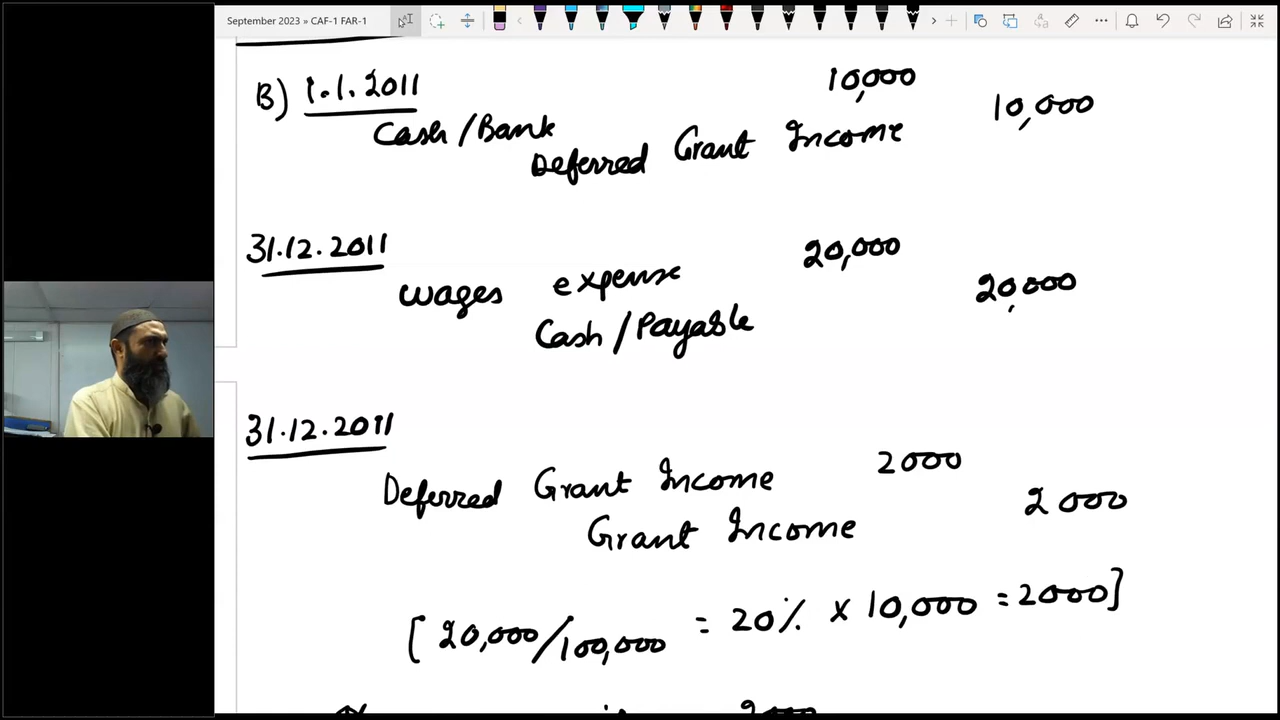 September 2023 » CAF-1 FAR-1
B) 1.1.2011
Cash/Bank 10,000
Deferred Grant Income 10,000
31.12.2011
Wages expense 20,000
Cash/Payable 20,000
31.12.2011
Deferred Grant Income 2000
Grant Income 2000
[20,000/100,000 = 20% × 10,000 = 2000]